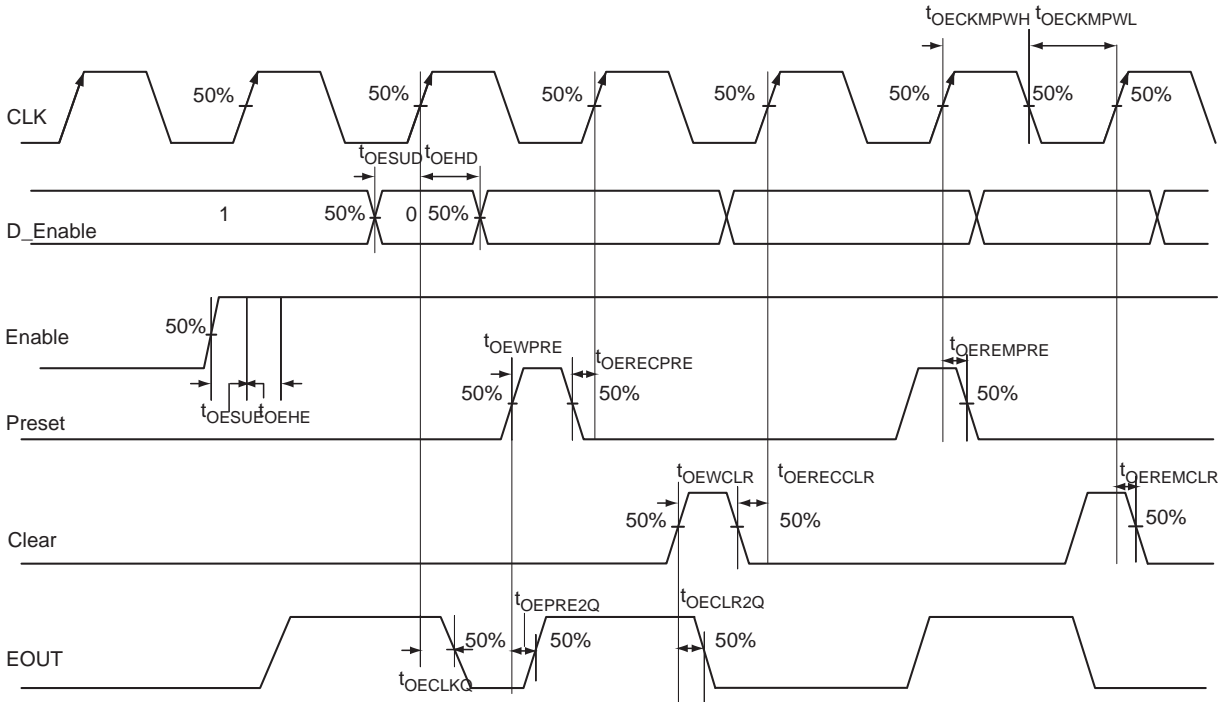 tOECKMPWH tOECKMPWL
CLK 50% 50% 50% 50% 50% 50% 50%
tOESUD tOEHD
D_Enable 1 50% 0 50%
Enable 50%
tOESUE tOEHE
tOEWPRE tOERECPRE tOEREMPRE
Preset 50% 50% 50%
tOEWCLR tOERECCLR tOEREMCLR
Clear 50% 50% 50%
tOEPRE2Q tOECLR2Q
EOUT 50% 50% 50%
tOECLKQ